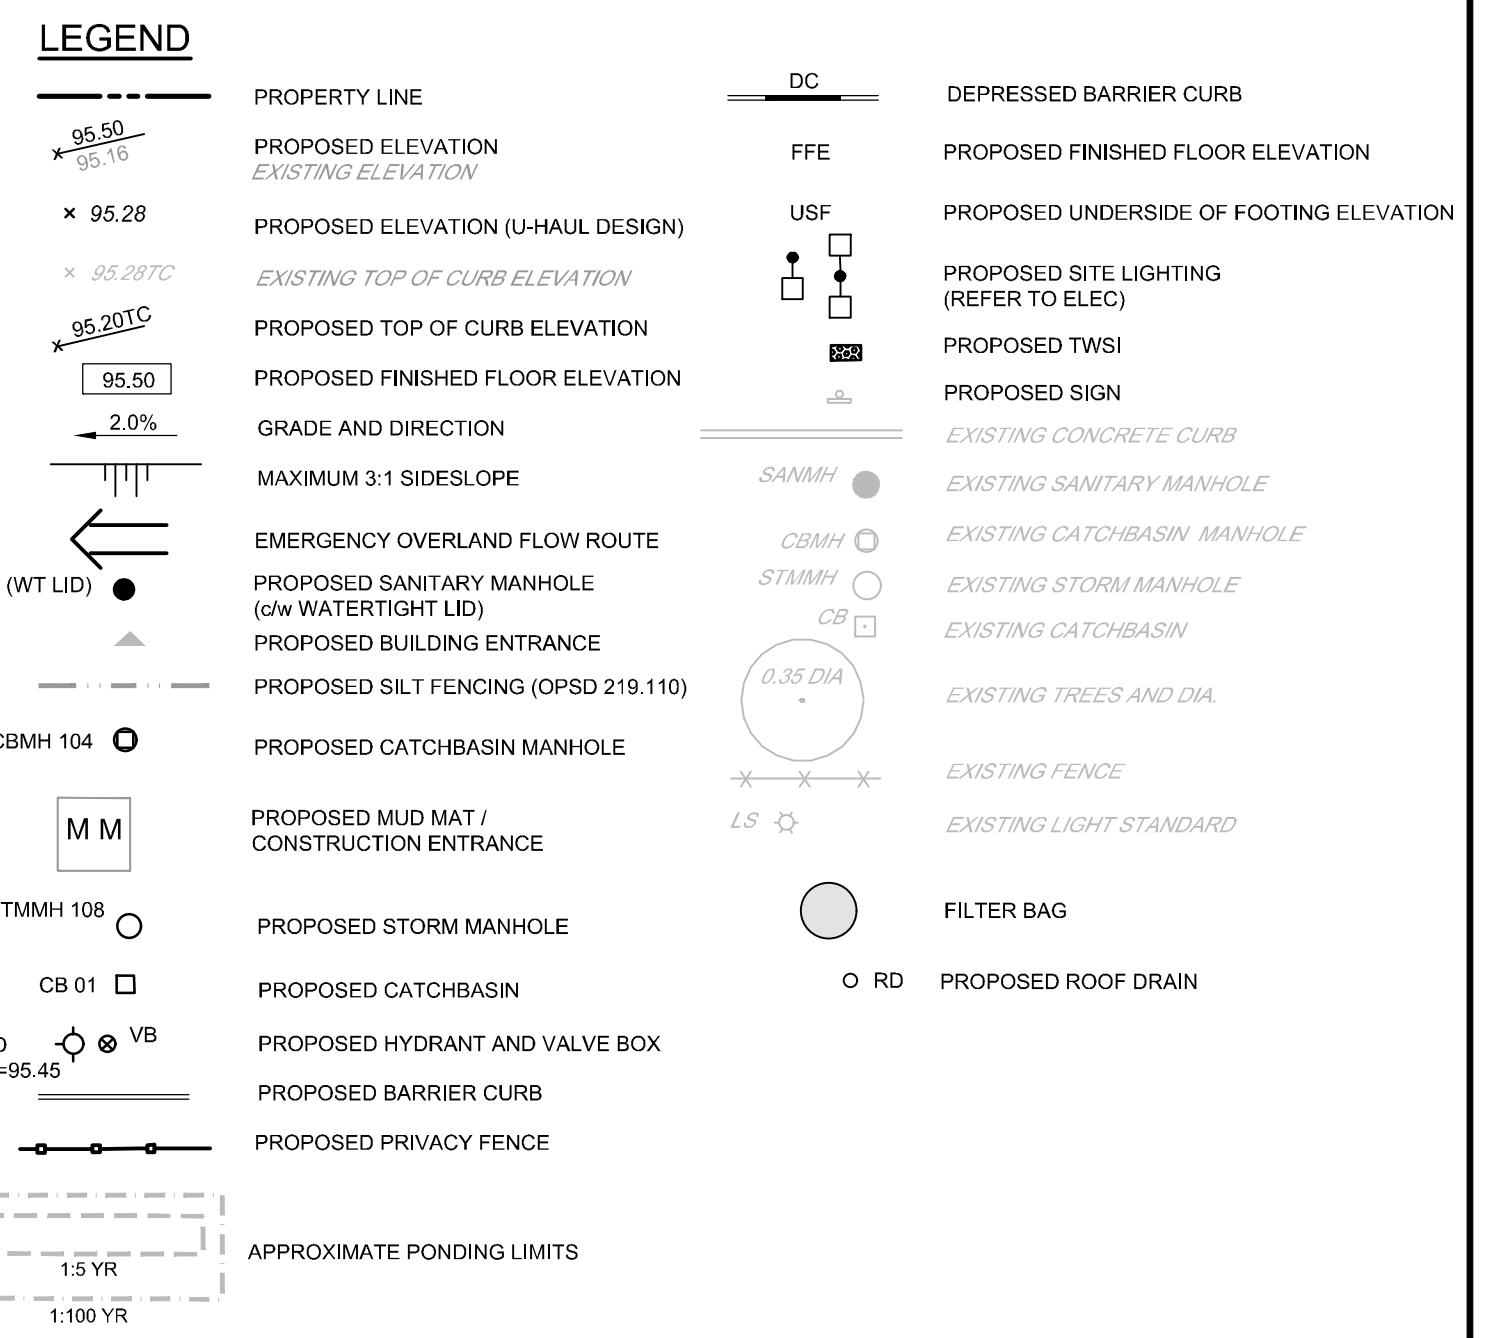 LEGEND
PROPERTY LINE
95.50
95.16
PROPOSED ELEVATION
EXISTING ELEVATION
× 95.28
PROPOSED ELEVATION (U-HAUL DESIGN)
× 95.28TC
EXISTING TOP OF CURB ELEVATION
95.20TC
PROPOSED TOP OF CURB ELEVATION
95.50
PROPOSED FINISHED FLOOR ELEVATION
2.0%
GRADE AND DIRECTION
MAXIMUM 3:1 SIDESLOPE
EMERGENCY OVERLAND FLOW ROUTE
(WT LID)
PROPOSED SANITARY MANHOLE
(c/w WATERTIGHT LID)
PROPOSED BUILDING ENTRANCE
PROPOSED SILT FENCING (OPSD 219.110)
CBMH 104
PROPOSED CATCHBASIN MANHOLE
M M
PROPOSED MUD MAT /
CONSTRUCTION ENTRANCE
TMMH 108
PROPOSED STORM MANHOLE
CB 01
PROPOSED CATCHBASIN
VB
=95.45
PROPOSED HYDRANT AND VALVE BOX
PROPOSED BARRIER CURB
PROPOSED PRIVACY FENCE
1:5 YR
1:100 YR
APPROXIMATE PONDING LIMITS
DC
DEPRESSED BARRIER CURB
FFE
PROPOSED FINISHED FLOOR ELEVATION
USF
PROPOSED UNDERSIDE OF FOOTING ELEVATION
PROPOSED SITE LIGHTING
(REFER TO ELEC)
PROPOSED TWSI
PROPOSED SIGN
EXISTING CONCRETE CURB
SANMH
EXISTING SANITARY MANHOLE
CBMH
EXISTING CATCHBASIN MANHOLE
STMMH
EXISTING STORM MANHOLE
CB
EXISTING CATCHBASIN
0.35 DIA
EXISTING TREES AND DIA.
EXISTING FENCE
LS
EXISTING LIGHT STANDARD
FILTER BAG
RD
PROPOSED ROOF DRAIN